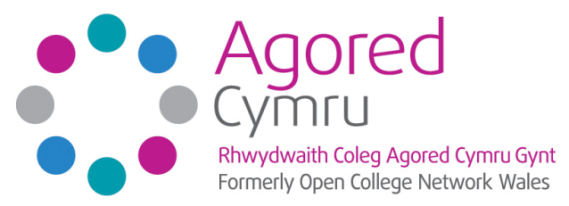 Agored
Cymru
Rhwydwaith Coleg Agored Cymru Gynt
Formerly Open College Network Wales